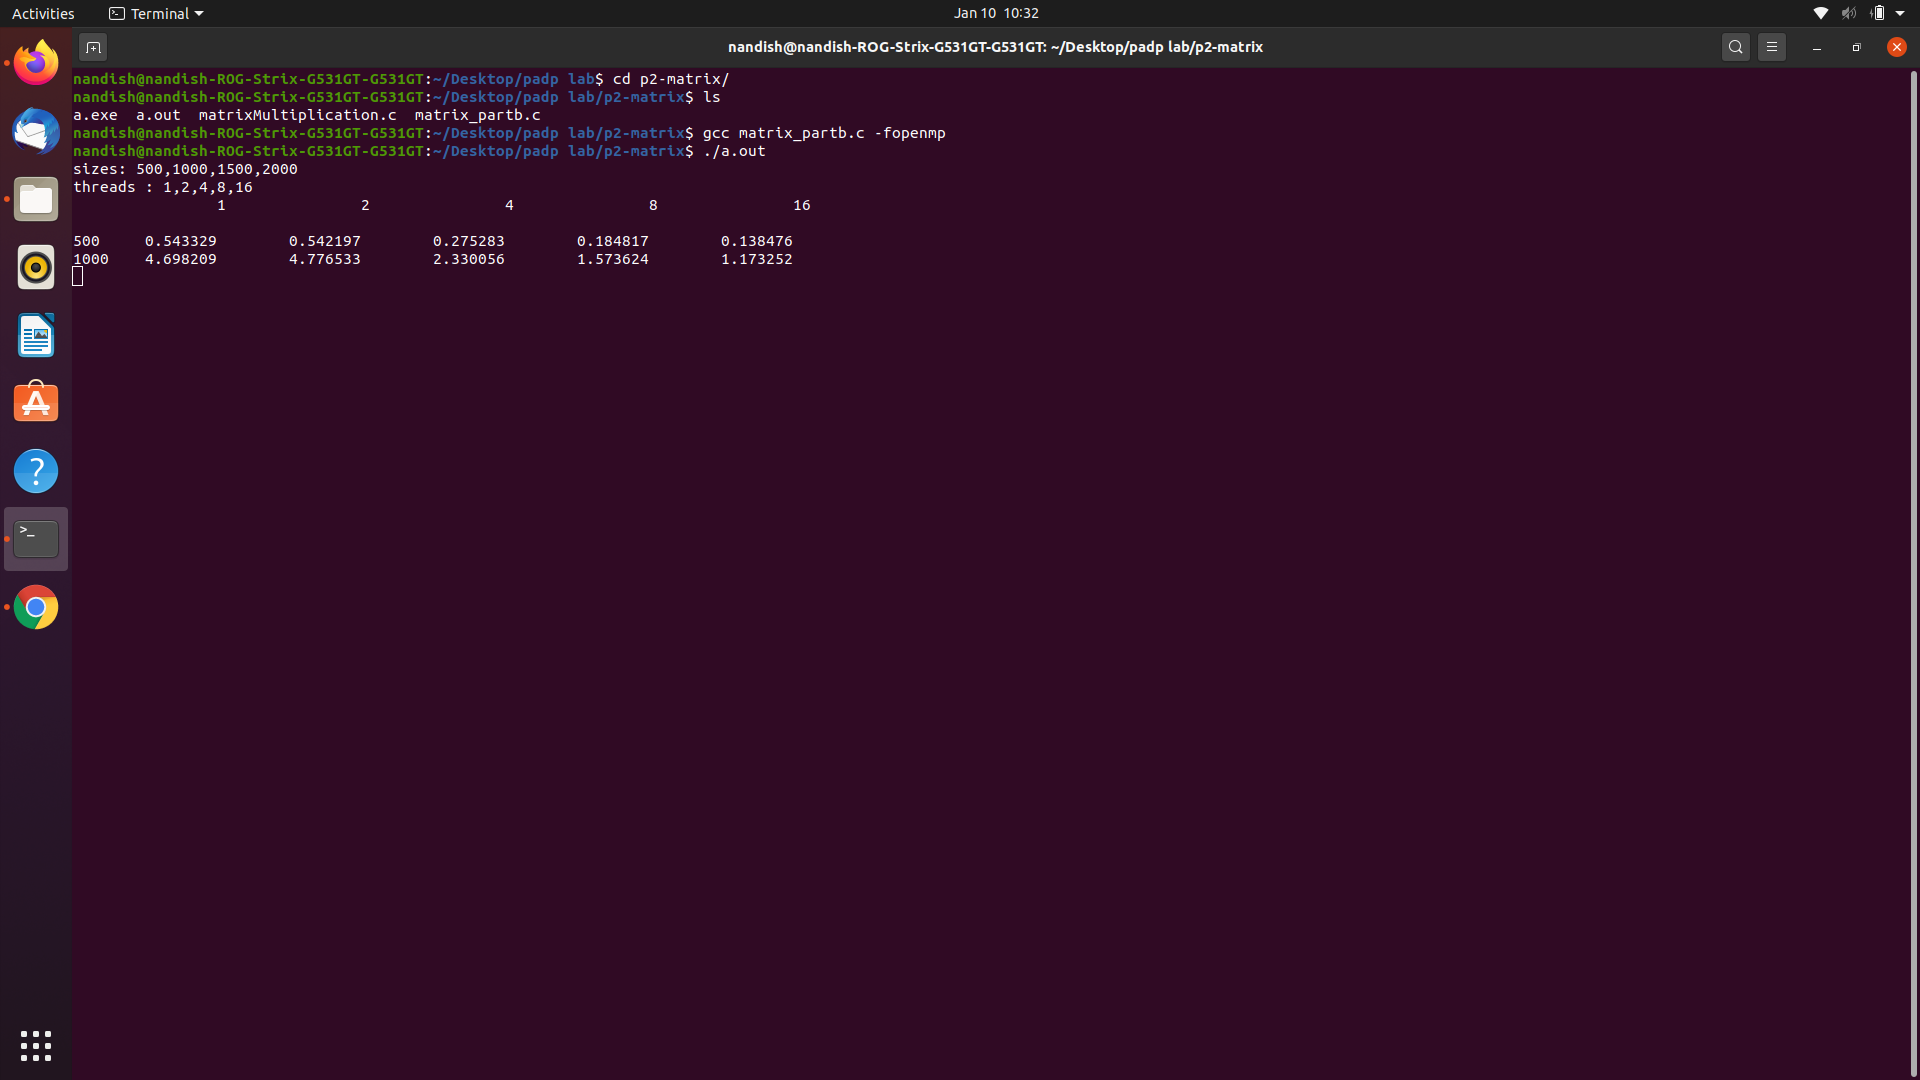 Activities Terminal Jan 10 10:32
nandish@nandish-ROG-Strix-G531GT-G531GT: ~/Desktop/padp lab/p2-matrix
nandish@nandish-ROG-Strix-G531GT-G531GT:~/Desktop/padp lab$ cd p2-matrix/
nandish@nandish-ROG-Strix-G531GT-G531GT:~/Desktop/padp lab/p2-matrix$ ls
a.exe a.out matrixMultiplication.c matrix_partb.c
nandish@nandish-ROG-Strix-G531GT-G531GT:~/Desktop/padp lab/p2-matrix$ gcc matrix_partb.c -fopenmp
nandish@nandish-ROG-Strix-G531GT-G531GT:~/Desktop/padp lab/p2-matrix$ ./a.out
sizes: 500,1000,1500,2000
threads : 1,2,4,8,16
1 2 4 8 16
500 0.543329 0.542197 0.275283 0.184817 0.138476
1000 4.698209 4.776533 2.330056 1.573624 1.173252